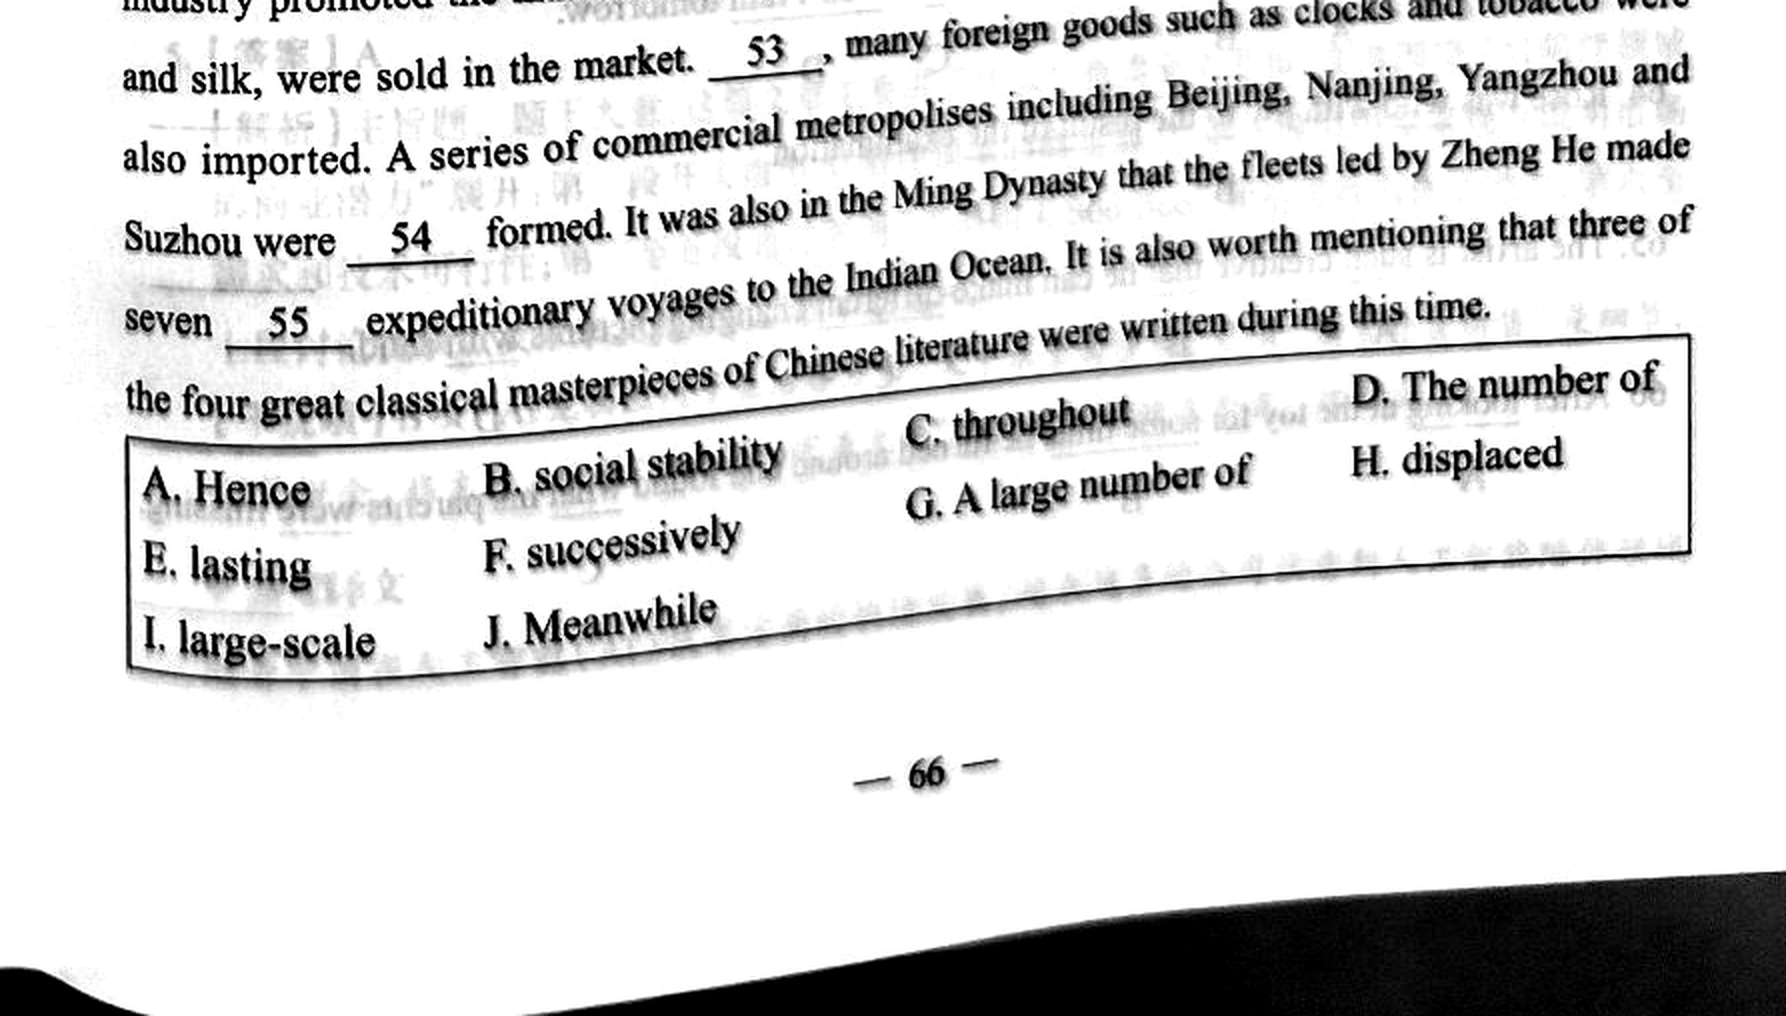 industry promoted the
and silk, were sold in the market. 53 , many foreign goods such as clocks and tobacco were
also imported. A series of commercial metropolises including Beijing, Nanjing, Yangzhou and
Suzhou were 54 formed. It was also in the Ming Dynasty that the fleets led by Zheng He made
seven 55 expeditionary voyages to the Indian Ocean. It is also worth mentioning that three of
the four great classical masterpieces of Chinese literature were written during this time.
A. Hence B. social stability C. throughout D. The number of
E. lasting F. successively G. A large number of H. displaced
I. large-scale J. Meanwhile
— 66 —